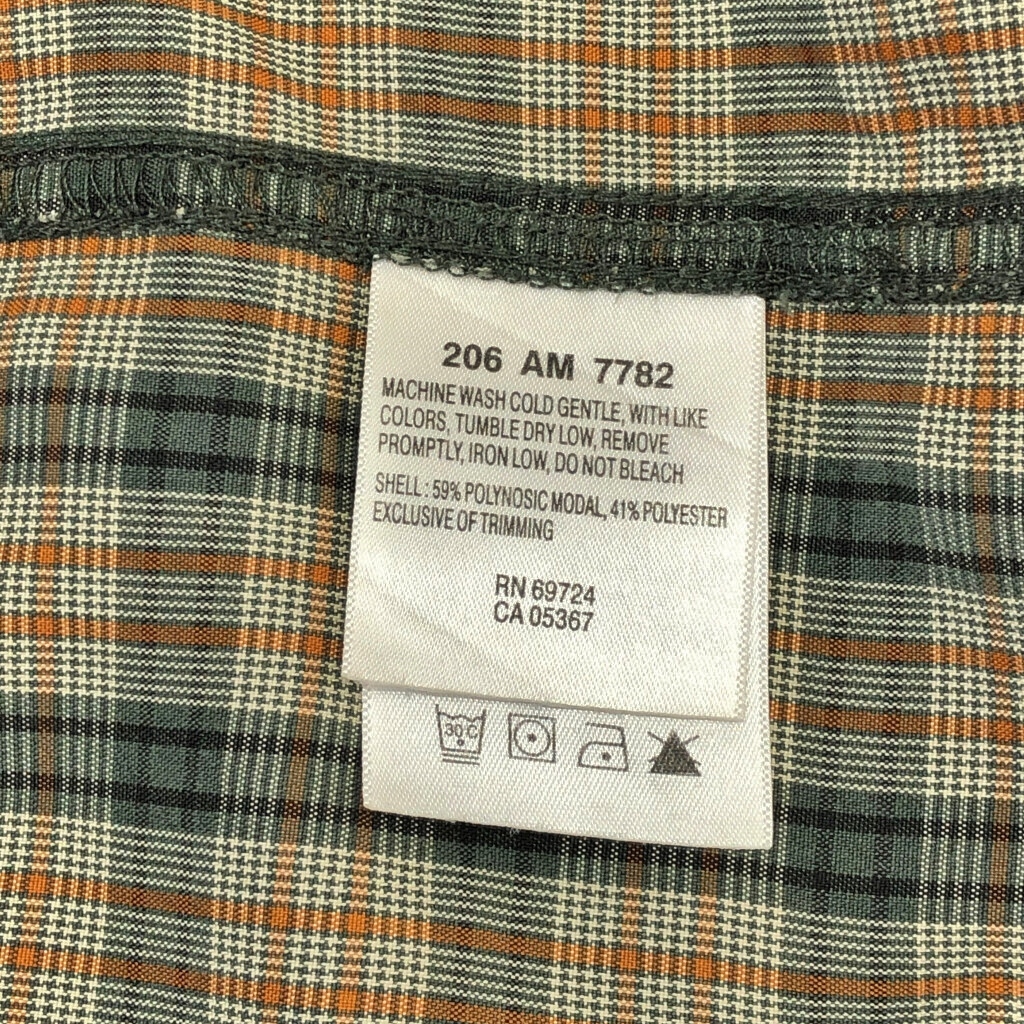 206 AM 7782
MACHINE WASH COLD GENTLE, WITH LIKE
COLORS, TUMBLE DRY LOW, REMOVE
PROMPTLY, IRON LOW, DO NOT BLEACH
SHELL : 59% POLYNOSIC MODAL, 41% POLYESTER
EXCLUSIVE OF TRIMMING
RN 69724
CA 05367
30°C